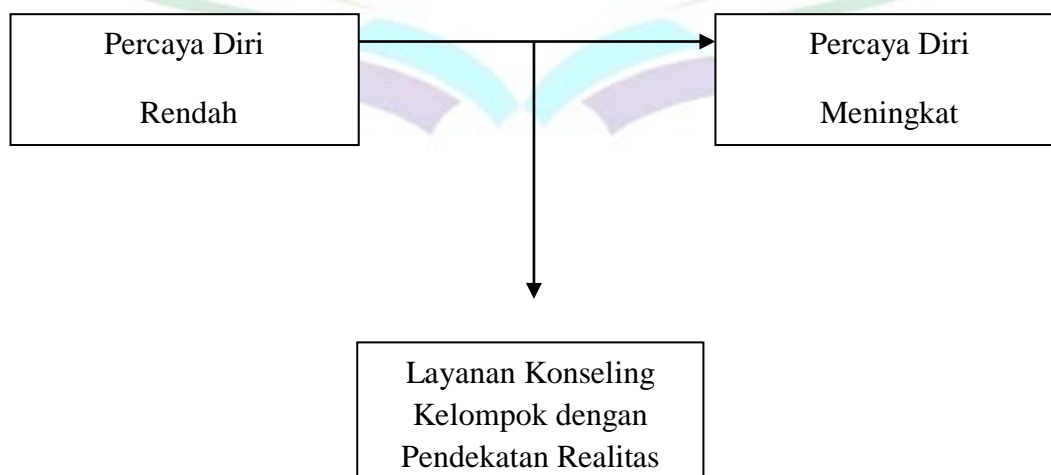 Percaya Diri
Rendah
Percaya Diri
Meningkat
Layanan Konseling
Kelompok dengan
Pendekatan Realitas